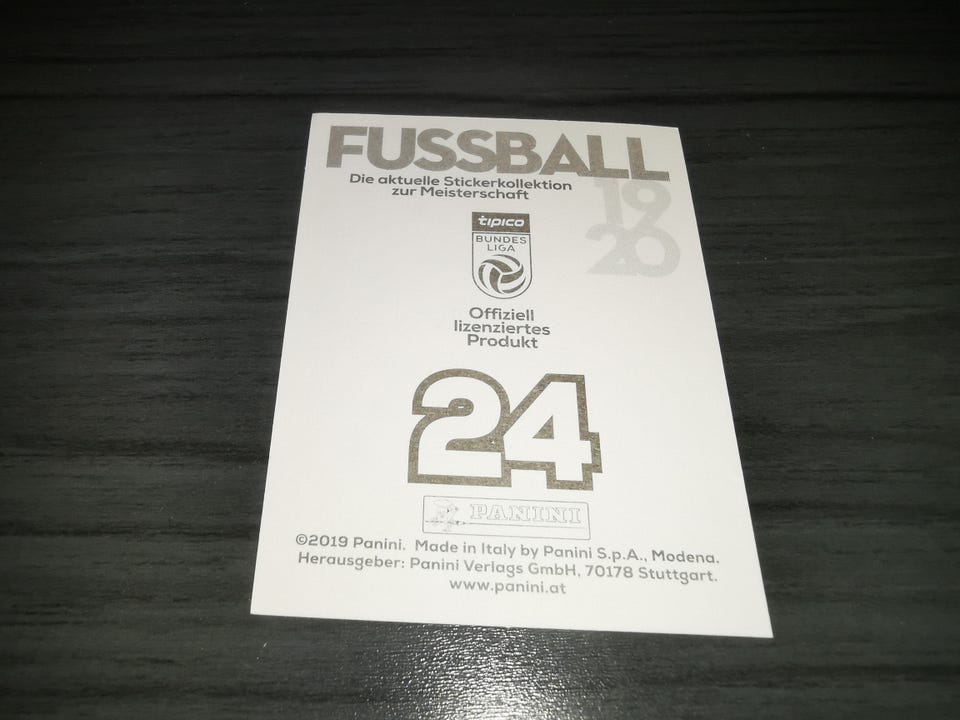 FUSSBALL
Die aktuelle Stickerkollektion
zur Meisterschaft
19
20
tipico
BUNDES
LIGA
Offiziell
lizenziertes
Produkt
24
PANINI
©2019 Panini. Made in Italy by Panini S.p.A., Modena.
Herausgeber: Panini Verlags GmbH, 70178 Stuttgart.
www.panini.at